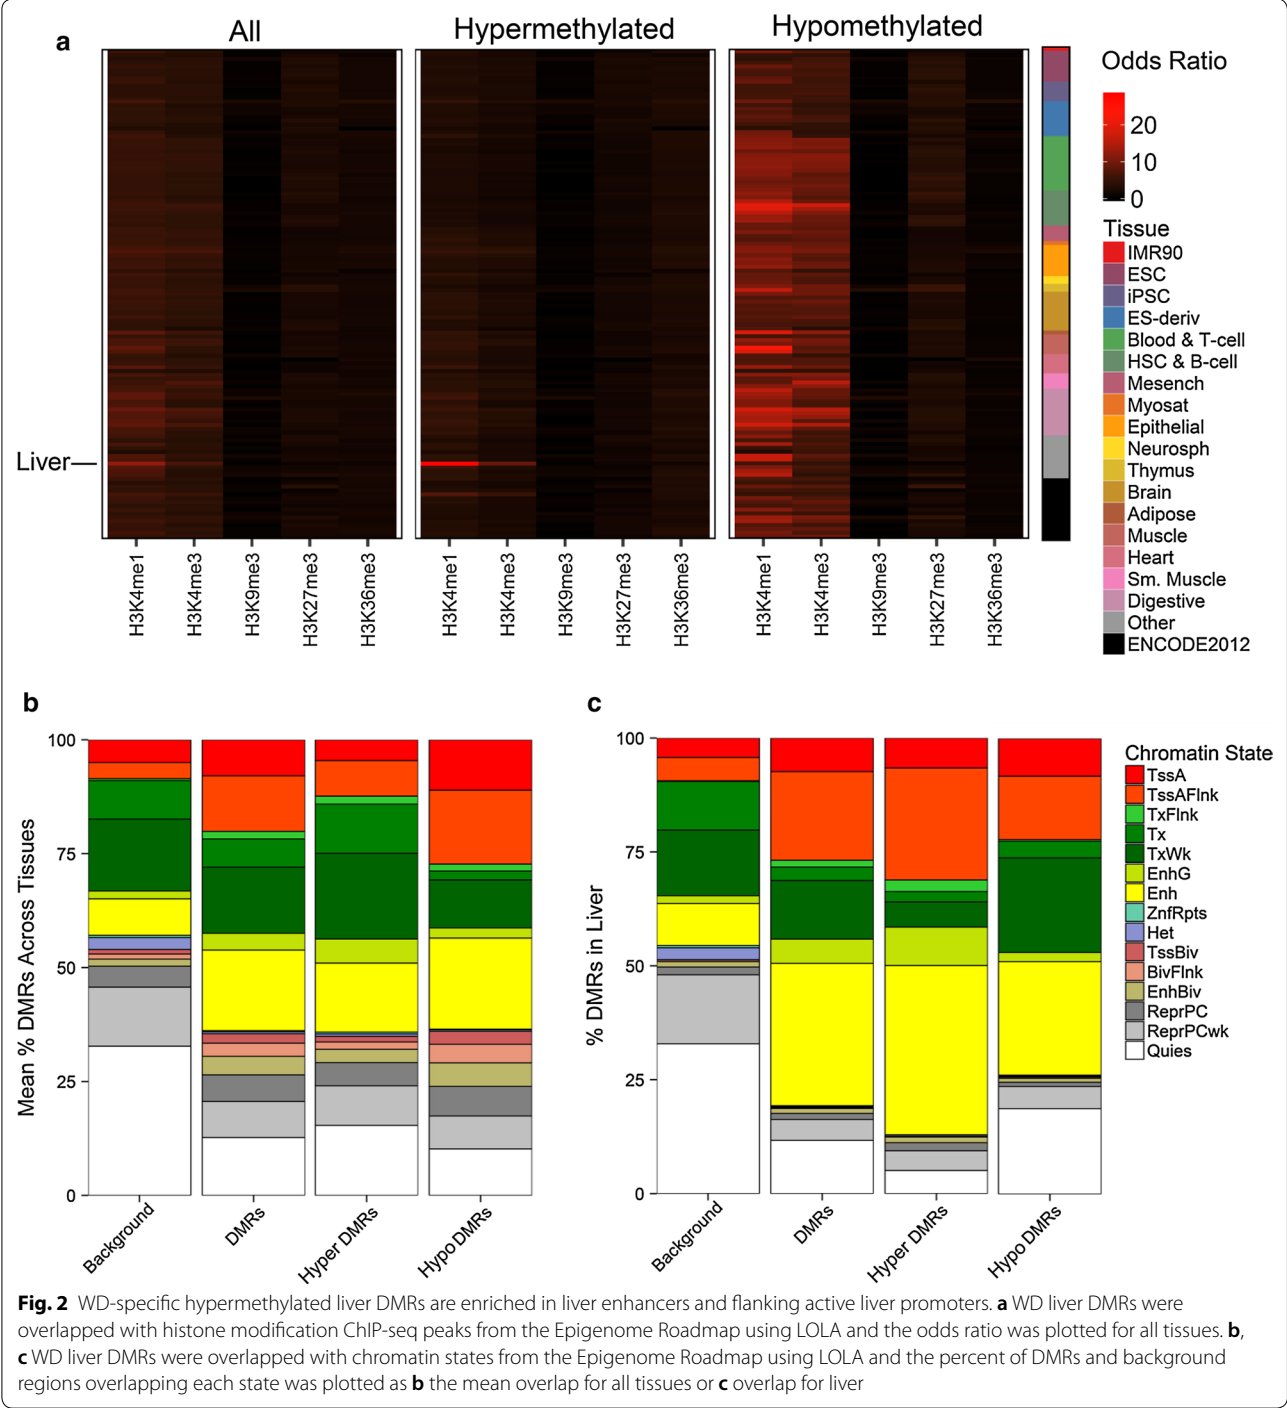 a
All
Hypermethylated
Hypomethylated
Liver
H3K4me1
H3K4me3
H3K9me3
H3K27me3
H3K36me3
H3K4me1
H3K4me3
H3K9me3
H3K27me3
H3K36me3
H3K4me1
H3K4me3
H3K9me3
H3K27me3
H3K36me3
Odds Ratio
20
10
0
Tissue
IMR90
ESC
iPSC
ES-deriv
Blood & T-cell
HSC & B-cell
Mesench
Myosat
Epithelial
Neurosph
Thymus
Brain
Adipose
Muscle
Heart
Sm. Muscle
Digestive
Other
ENCODE2012
b
Mean % DMRs Across Tissues
100
75
50
25
0
Background
DMRs
Hyper DMRs
Hypo DMRs
c
% DMRs in Liver
100
75
50
25
0
Background
DMRs
Hyper DMRs
Hypo DMRs
Chromatin State
TssA
TssAFlnk
TxFlnk
Tx
TxWk
EnhG
Enh
ZnfRpts
Het
TssBiv
BivFlnk
EnhBiv
ReprPC
ReprPCwk
Quies
Fig. 2 WD-specific hypermethylated liver DMRs are enriched in liver enhancers and flanking active liver promoters. a WD liver DMRs were
overlapped with histone modification ChIP-seq peaks from the Epigenome Roadmap using LOLA and the odds ratio was plotted for all tissues. b,
c WD liver DMRs were overlapped with chromatin states from the Epigenome Roadmap using LOLA and the percent of DMRs and background
regions overlapping each state was plotted as b the mean overlap for all tissues or c overlap for liver